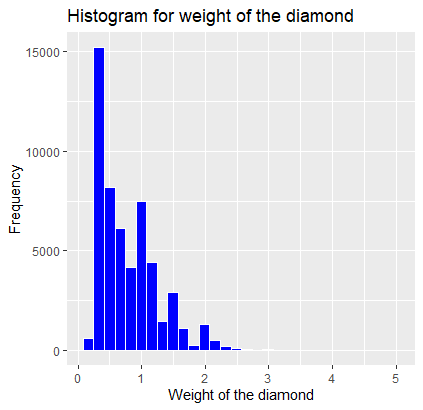 Histogram for weight of the diamond
15000
10000
5000
0
Frequency
0 1 2 3 4 5
Weight of the diamond